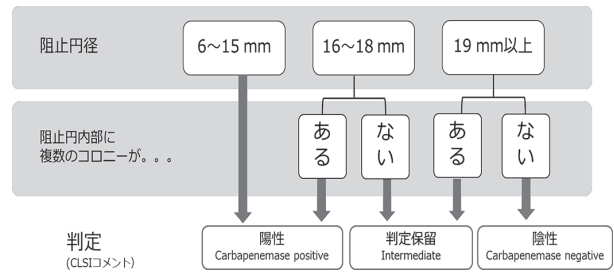 阻止円径
6～15 mm
16～18 mm
19 mm以上
阻止円内部に
複数のコロニーが。。。
ある
ない
ある
ない
判定
(CLSIコメント)
陽性
Carbapenemase positive
判定保留
Intermediate
陰性
Carbapenemase negative